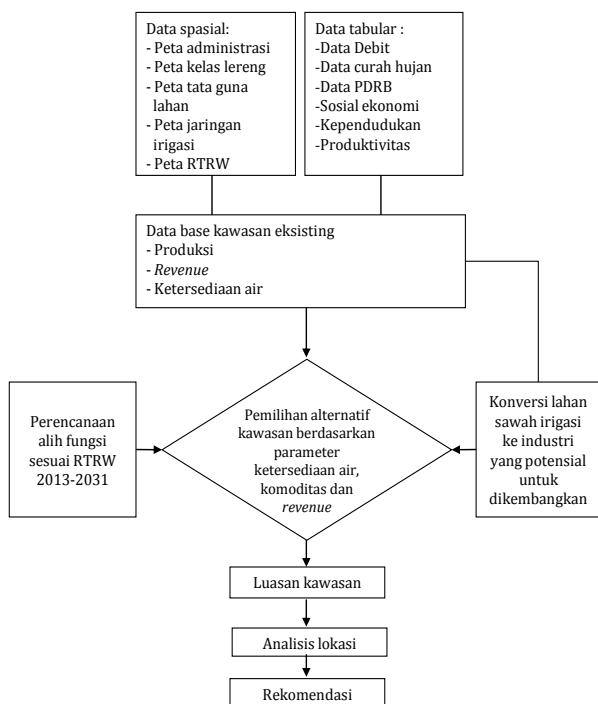 Data spasial:
- Peta administrasi
- Peta kelas lereng
- Peta tata guna
lahan
- Peta jaringan
irigasi
- Peta RTRW
Data tabular :
-Data Debit
-Data curah hujan
-Data PDRB
-Sosial ekonomi
-Kependudukan
-Produktivitas
Data base kawasan eksisting
- Produksi
- Revenue
- Ketersediaan air
Perencanaan
alih fungsi
sesuai RTRW
2013-2031
Pemilihan alternatif
kawasan berdasarkan
parameter
ketersediaan air,
komoditas dan
revenue
Konversi lahan
sawah irigasi
ke industri
yang potensial
untuk
dikembangkan
Luasan kawasan
Analisis lokasi
Rekomendasi